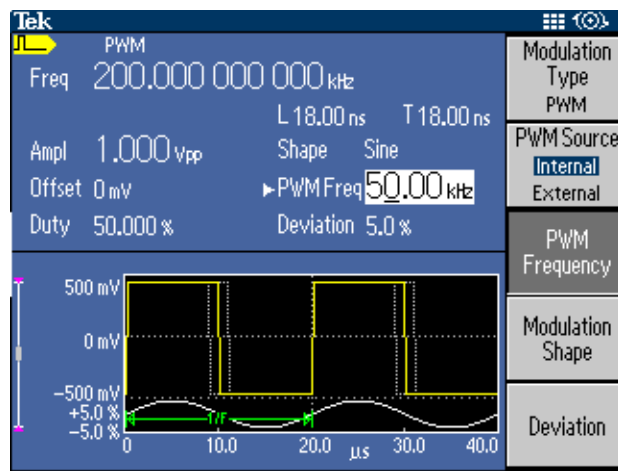 Tek
PWM
Freq 200.000 000 000 kHz
L 18.00 ns T 18.00 ns
Ampl 1.000 Vpp
Shape Sine
Offset 0 mV
PWM Freq 50.00 kHz
Duty 50.000 %
Deviation 5.0 %
500 mV
0 mV
-500 mV
+5.0 %
-5.0 %
1/F
0 10.0 20.0 µs 30.0 40.0
Modulation
Type
PWM
PWM Source
Internal
External
PWM
Frequency
Modulation
Shape
Deviation